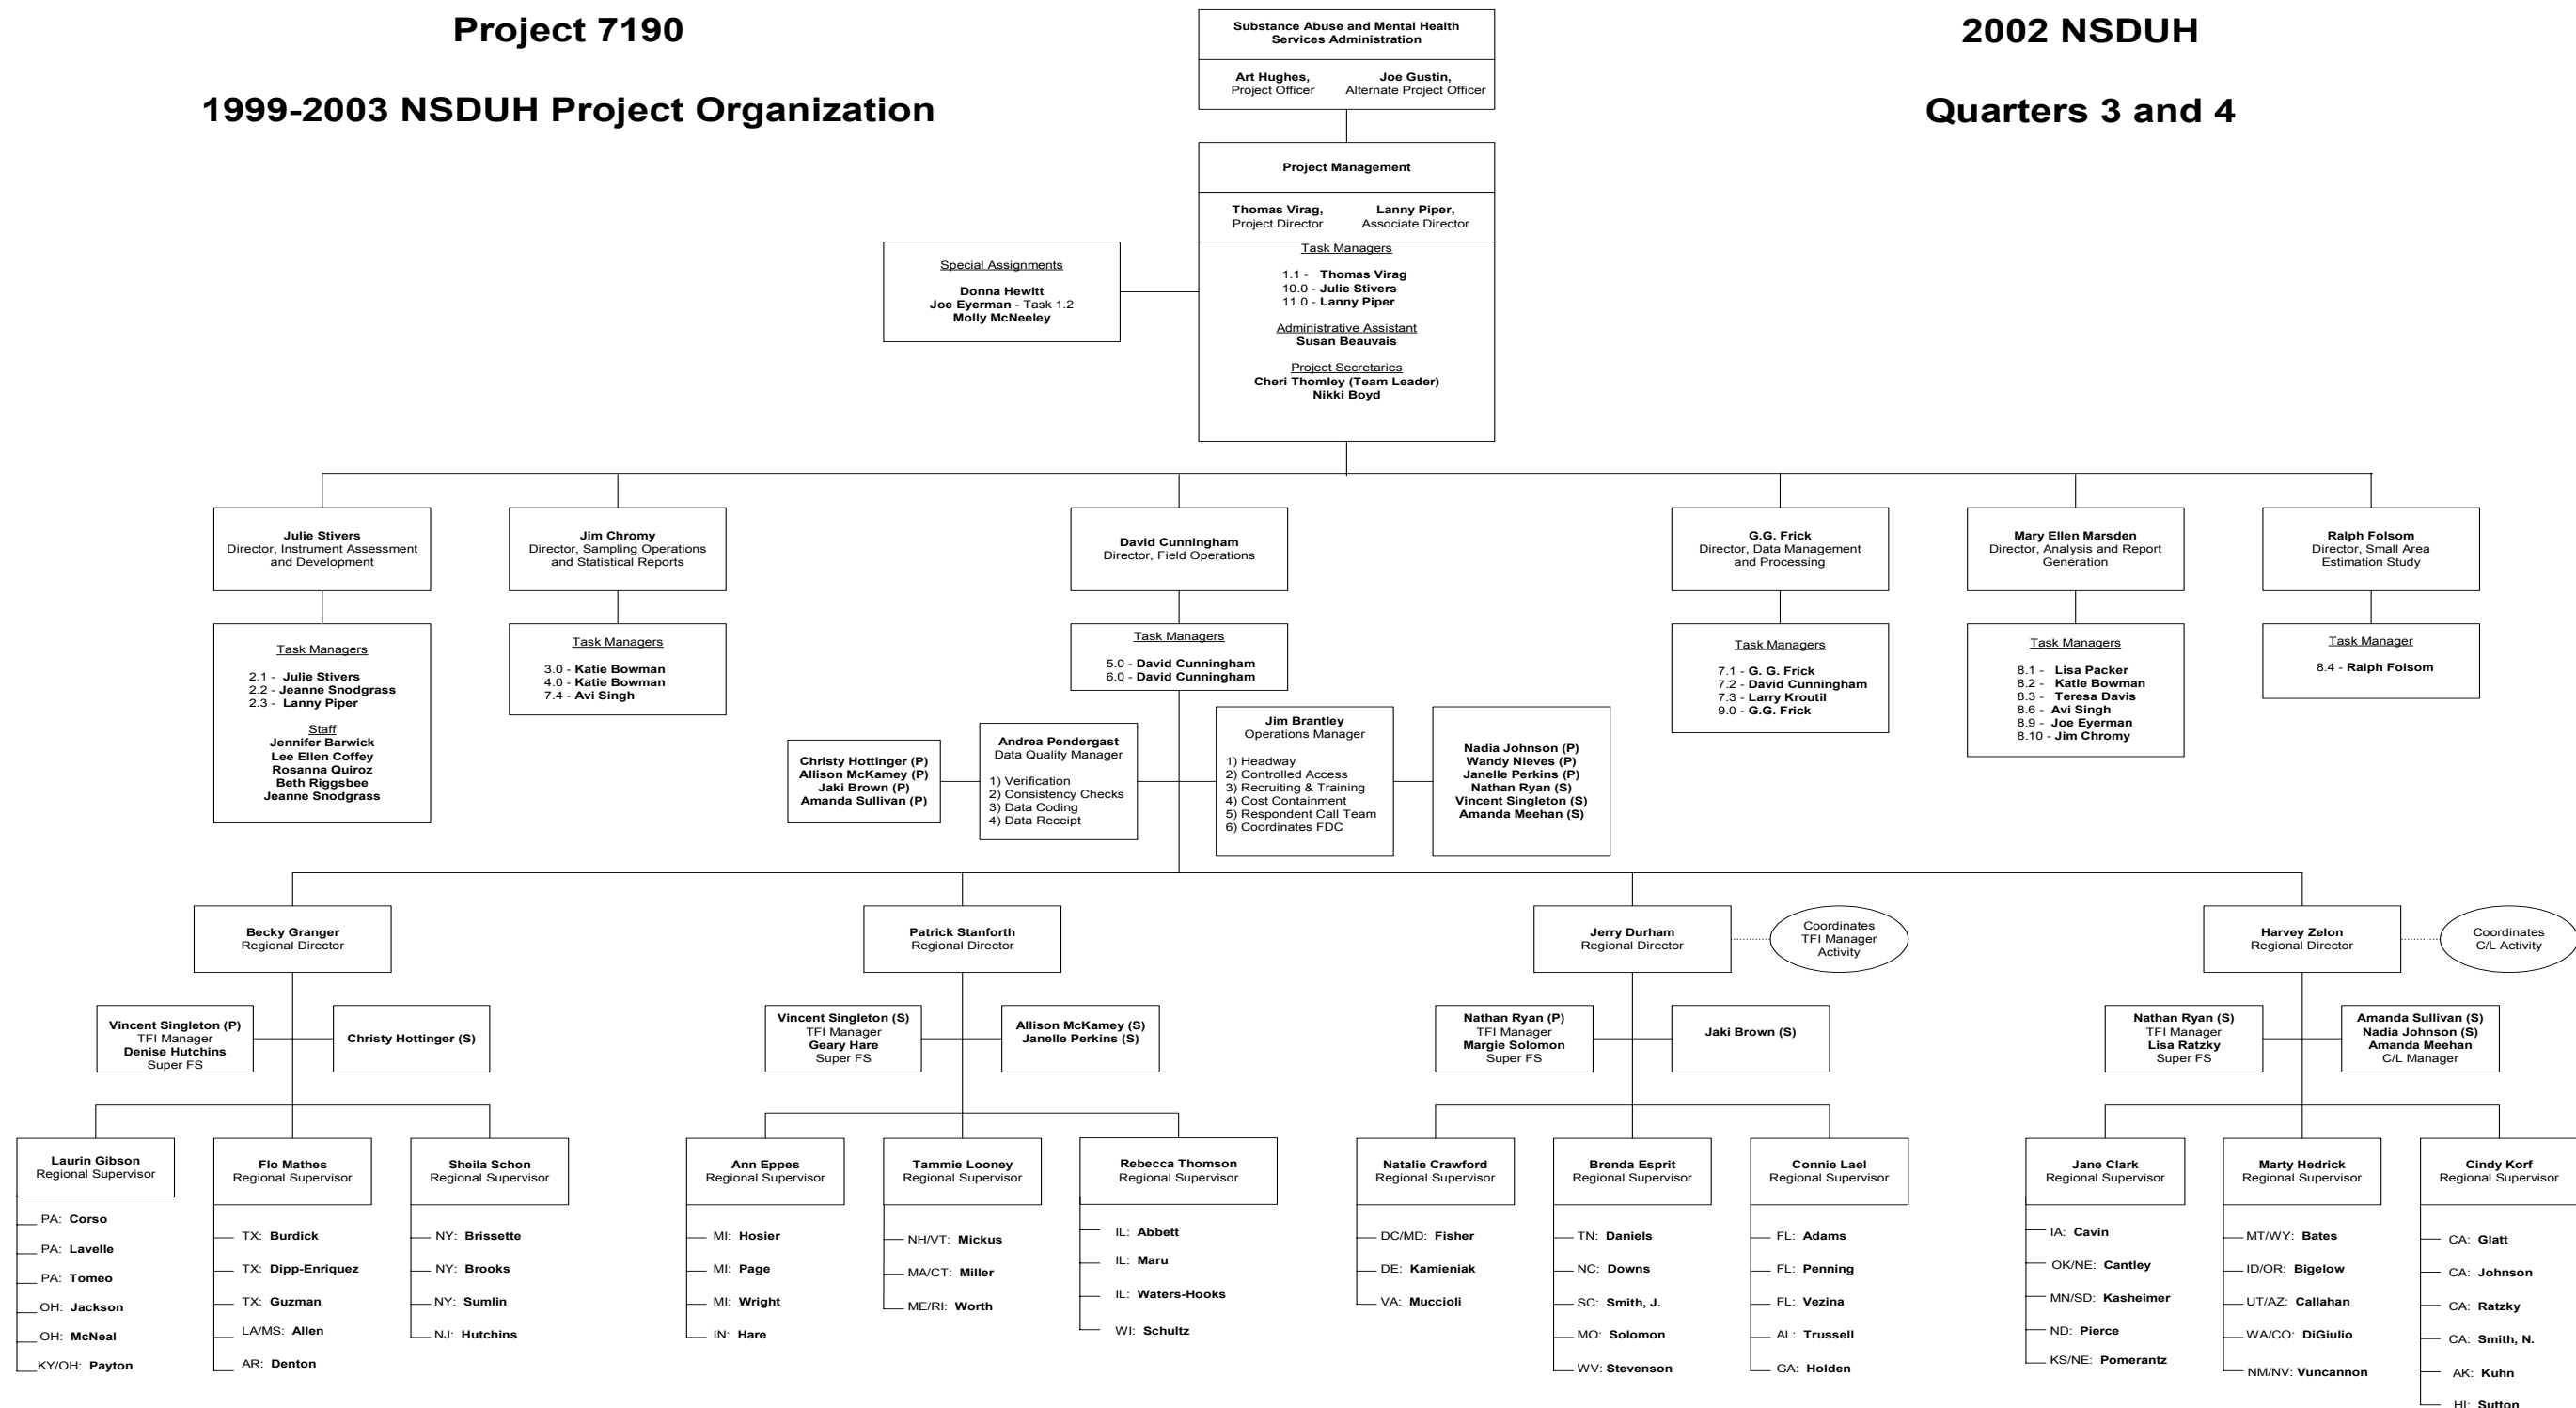 Project 7190
1999-2003 NSDUH Project Organization
2002 NSDUH
Quarters 3 and 4
Substance Abuse and Mental Health
Services Administration
Art Hughes,
Project Officer
Joe Gustin,
Alternate Project Officer
Project Management
Thomas Virag,
Project Director
Lanny Piper,
Associate Director
Task Managers
1.1 - Thomas Virag
10.0 - Julie Stivers
11.0 - Lanny Piper
Administrative Assistant
Susan Beauvais
Project Secretaries
Cheri Thomley (Team Leader)
Nikki Boyd
Special Assignments
Donna Hewitt
Joe Eyerman - Task 1.2
Molly McNeeley
Julie Stivers
Director, Instrument Assessment
and Development
Jim Chromy
Director, Sampling Operations
and Statistical Reports
David Cunningham
Director, Field Operations
G.G. Frick
Director, Data Management
and Processing
Mary Ellen Marsden
Director, Analysis and Report
Generation
Ralph Folsom
Director, Small Area
Estimation Study
Task Managers
2.1 - Julie Stivers
2.2 - Jeanne Snodgrass
2.3 - Lanny Piper
Staff
Jennifer Barwick
Lee Ellen Coffey
Rosanna Quiroz
Beth Riggsbee
Jeanne Snodgrass
Task Managers
3.0 - Katie Bowman
4.0 - Katie Bowman
7.4 - Avi Singh
Task Managers
5.0 - David Cunningham
6.0 - David Cunningham
Task Managers
7.1 - G. G. Frick
7.2 - David Cunningham
7.3 - Larry Kroutil
9.0 - G.G. Frick
Task Managers
8.1 - Lisa Packer
8.2 - Katie Bowman
8.3 - Teresa Davis
8.6 - Avi Singh
8.9 - Joe Eyerman
8.10 - Jim Chromy
Task Manager
8.4 - Ralph Folsom
Christy Hottinger (P)
Allison McKamey (P)
Jaki Brown (P)
Amanda Sullivan (P)
Andrea Pendergast
Data Quality Manager
1) Verification
2) Consistency Checks
3) Data Coding
4) Data Receipt
Jim Brantley
Operations Manager
1) Headway
2) Controlled Access
3) Recruiting & Training
4) Cost Containment
5) Respondent Call Team
6) Coordinates FDC
Nadia Johnson (P)
Wandy Nieves (P)
Janelle Perkins (P)
Nathan Ryan (S)
Vincent Singleton (S)
Amanda Meehan (S)
Becky Granger
Regional Director
Patrick Stanforth
Regional Director
Jerry Durham
Regional Director
Coordinates
TFI Manager
Activity
Harvey Zelon
Regional Director
Coordinates
C/L Activity
Vincent Singleton (P)
TFI Manager
Denise Hutchins
Super FS
Christy Hottinger (S)
Vincent Singleton (S)
TFI Manager
Geary Hare
Super FS
Allison McKamey (S)
Janelle Perkins (S)
Nathan Ryan (P)
TFI Manager
Margie Solomon
Super FS
Jaki Brown (S)
Nathan Ryan (S)
TFI Manager
Lisa Ratzky
Super FS
Amanda Sullivan (S)
Nadia Johnson (S)
Amanda Meehan
C/L Manager
Laurin Gibson
Regional Supervisor
PA: Corso
PA: Lavelle
PA: Tomeo
OH: Jackson
OH: McNeal
KY/OH: Payton
Flo Mathes
Regional Supervisor
TX: Burdick
TX: Dipp-Enriquez
TX: Guzman
LA/MS: Allen
AR: Denton
Sheila Schon
Regional Supervisor
NY: Brissette
NY: Brooks
NY: Sumlin
NJ: Hutchins
Ann Eppes
Regional Supervisor
MI: Hosier
MI: Page
MI: Wright
IN: Hare
Tammie Looney
Regional Supervisor
NH/VT: Mickus
MA/CT: Miller
ME/RI: Worth
Rebecca Thomson
Regional Supervisor
IL: Abbett
IL: Maru
IL: Waters-Hooks
WI: Schultz
Natalie Crawford
Regional Supervisor
DC/MD: Fisher
DE: Kamieniak
VA: Muccioli
Brenda Esprit
Regional Supervisor
TN: Daniels
NC: Downs
SC: Smith, J.
MO: Solomon
WV: Stevenson
Connie Lael
Regional Supervisor
FL: Adams
FL: Penning
FL: Vezina
AL: Trussell
GA: Holden
Jane Clark
Regional Supervisor
IA: Cavin
OK/NE: Cantley
MN/SD: Kasheimer
ND: Pierce
KS/NE: Pomerantz
Marty Hedrick
Regional Supervisor
MT/WY: Bates
ID/OR: Bigelow
UT/AZ: Callahan
WA/CO: DiGiulio
NM/NV: Vuncannon
Cindy Korf
Regional Supervisor
CA: Glatt
CA: Johnson
CA: Ratzky
CA: Smith, N.
AK: Kuhn
HI: Sutton